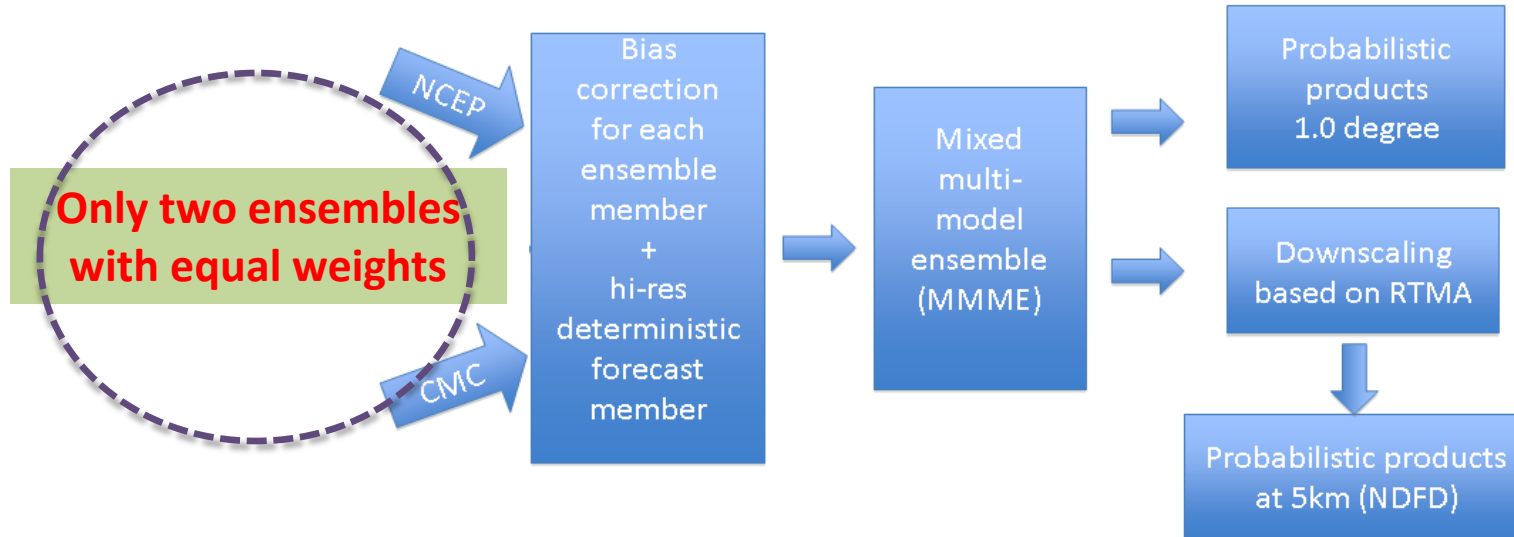 Only two ensembles
with equal weights
NCEP
CMC
Bias
correction
for each
ensemble
member
+
hi-res
deterministic
forecast
member
Mixed
multi-
model
ensemble
(MMME)
Probabilistic
products
1.0 degree
Downscaling
based on RTMA
Probabilistic products
at 5km (NDFD)